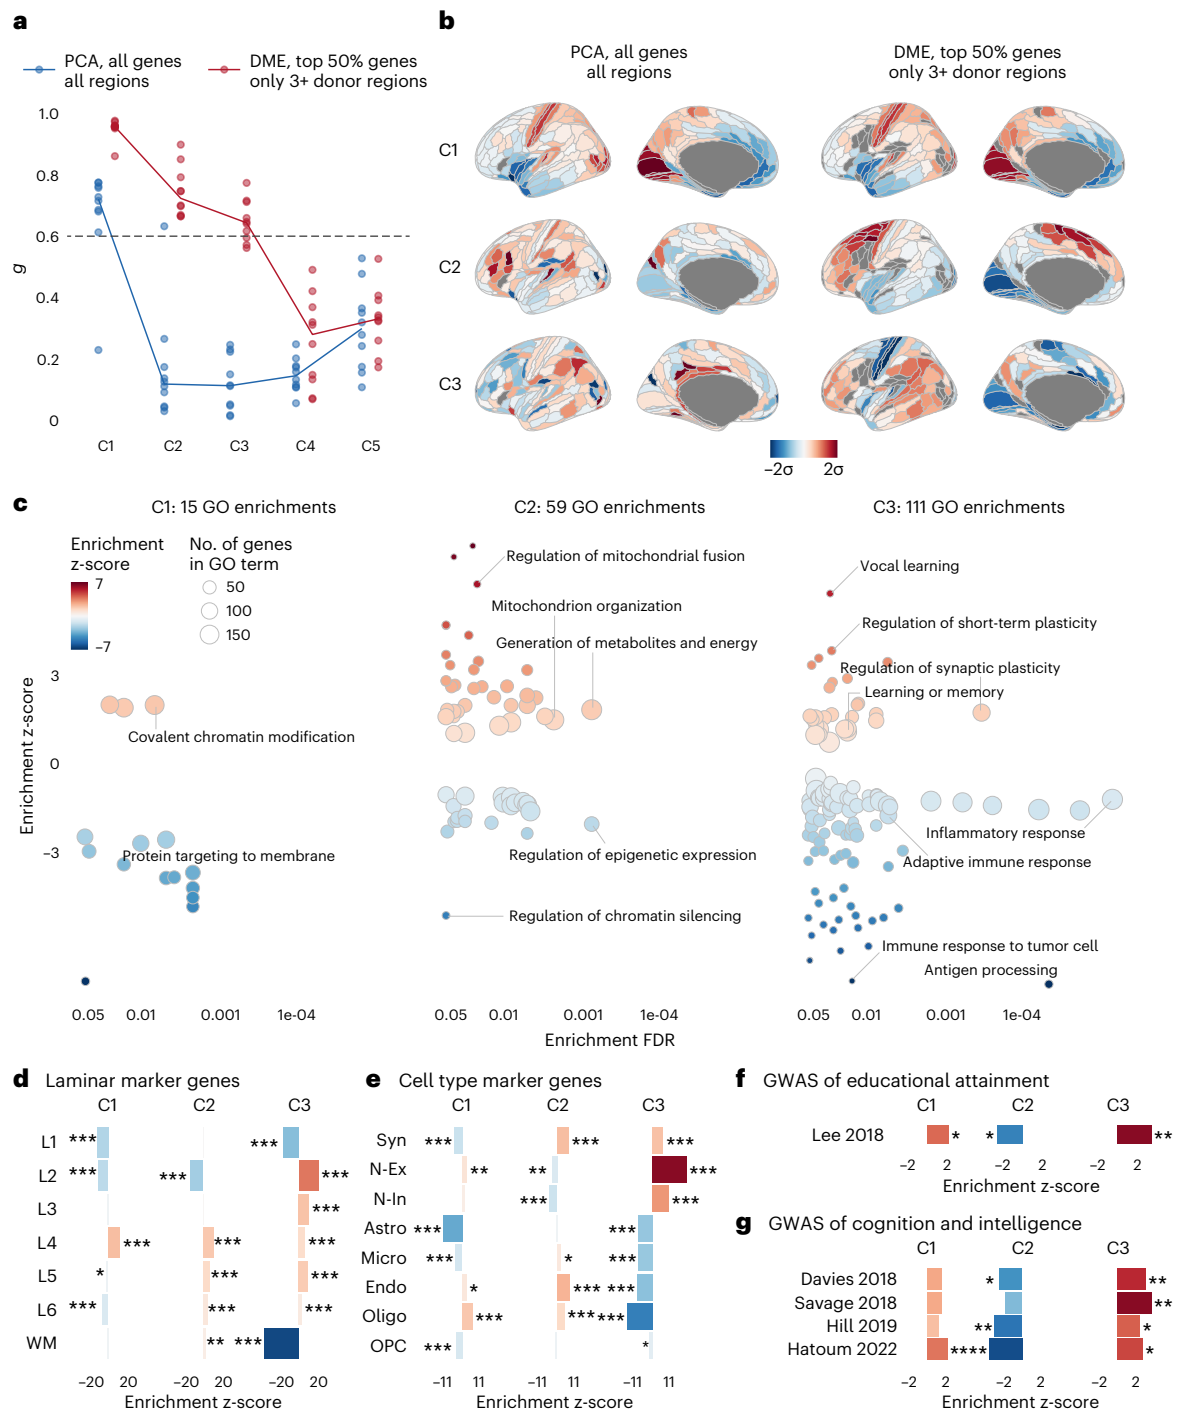 a
PCA, all genes
all regions
DME, top 50% genes
only 3+ donor regions
1.0
0.8
0.6
0.4
0.2
0
g
C1
C2
C3
C4
C5
b
PCA, all genes
all regions
DME, top 50% genes
only 3+ donor regions
C1
C2
C3
–2σ
2σ
c
C1: 15 GO enrichments
C2: 59 GO enrichments
C3: 111 GO enrichments
Enrichment
z-score
7
–7
No. of genes
in GO term
50
100
150
Enrichment z-score
3
0
–3
Covalent chromatin modification
Protein targeting to membrane
Regulation of mitochondrial fusion
Mitochondrion organization
Generation of metabolites and energy
Regulation of epigenetic expression
Regulation of chromatin silencing
Vocal learning
Regulation of short-term plasticity
Regulation of synaptic plasticity
Learning or memory
Inflammatory response
Adaptive immune response
Immune response to tumor cell
Antigen processing
0.05 0.01 0.001 1e-04
0.05 0.01 0.001 1e-04
0.05 0.01 0.001 1e-04
Enrichment FDR
d Laminar marker genes
C1 C2 C3
L1 *** ***
L2 *** *** ***
L3 ***
L4 *** *** ***
L5 * *** ***
L6 *** *** ***
WM ** ***
–20 20 –20 20 –20 20
Enrichment z-score
e Cell type marker genes
C1 C2 C3
Syn *** *** ***
N-Ex ** ** ***
N-In *** ***
Astro *** ***
Micro *** * ***
Endo * *** ***
Oligo *** *** ***
OPC *** *
–11 11 –11 11 –11 11
Enrichment z-score
f GWAS of educational attainment
C1 C2 C3
Lee 2018 * * **
–2 2 –2 2 –2 2
Enrichment z-score
g GWAS of cognition and intelligence
C1 C2 C3
Davies 2018 * **
Savage 2018 **
Hill 2019 ** *
Hatoum 2022 **** *
–2 2 –2 2 –2 2
Enrichment z-score